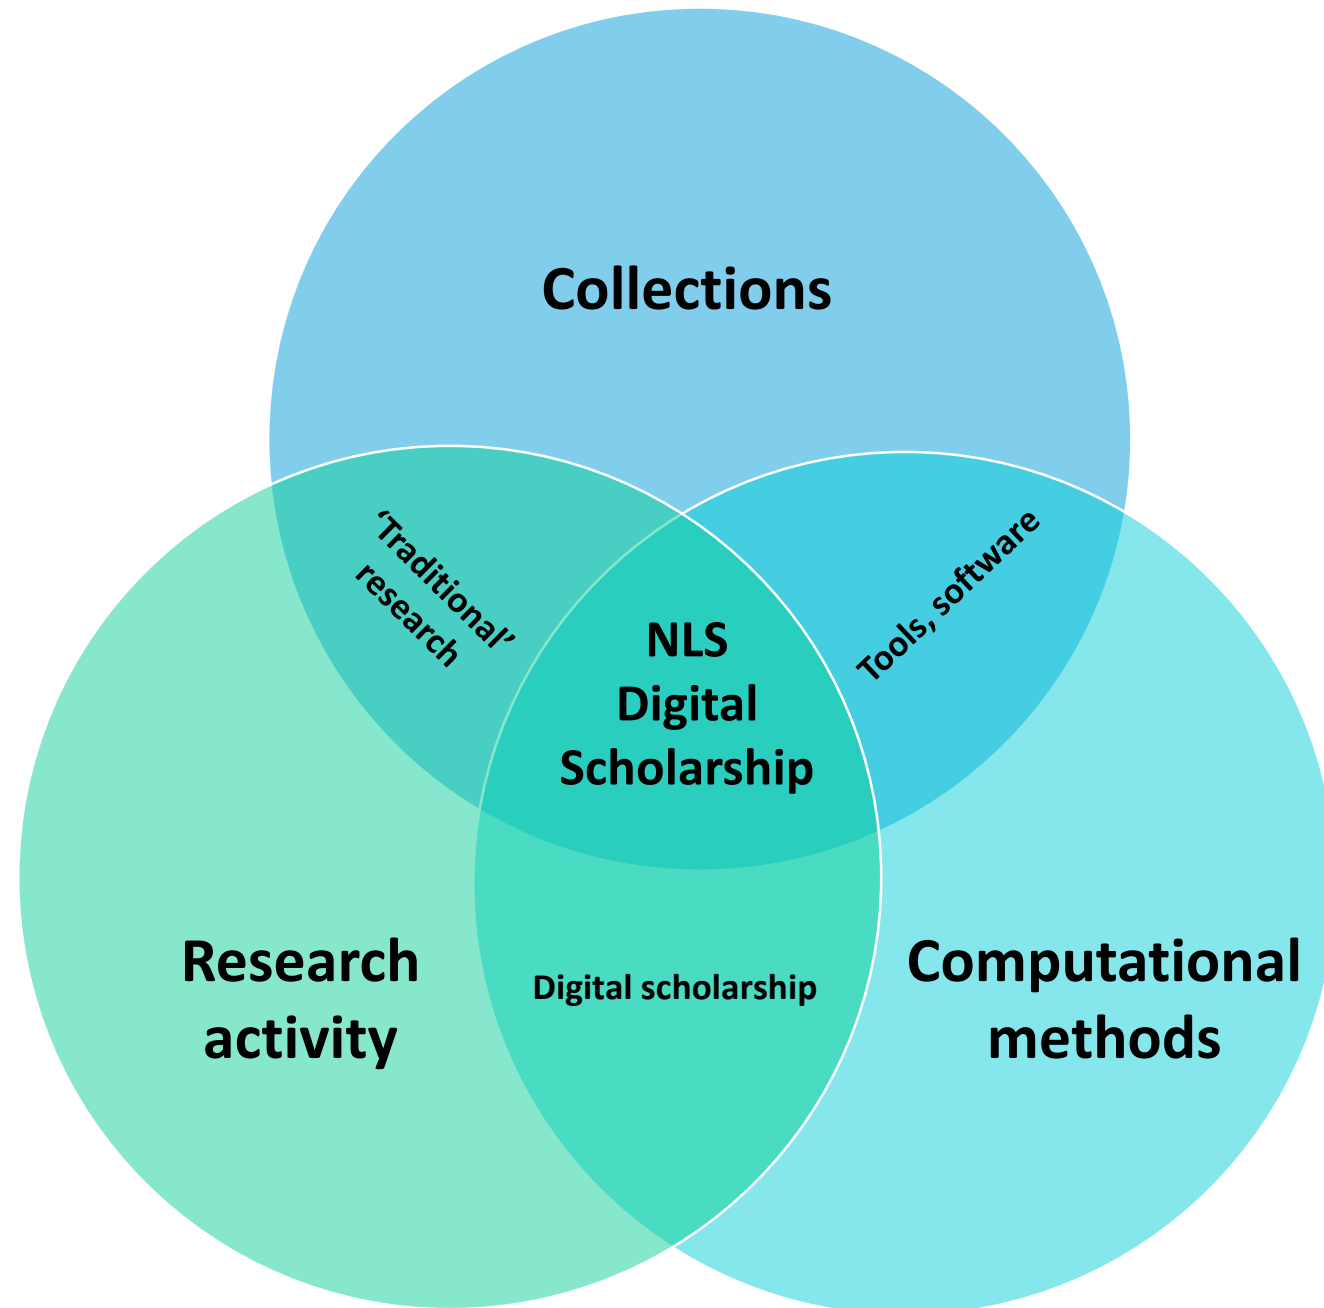 Collections
‘Traditional’
research
Tools, software
NLS
Digital
Scholarship
Research
activity
Digital scholarship
Computational
methods